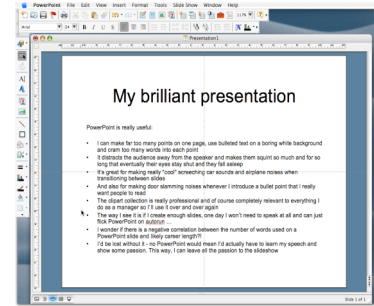 PowerPoint File Edit View Insert Format Tools Slide Show Window Help
117%
Arial 24 B I U S
Presentation1
My brilliant presentation
PowerPoint is really useful:
• I can make far too many points on one page, use bulleted text on a boring white background
and cram too many words into each point
• It distracts the audience away from the speaker and makes them squint so much and for so
long that eventually their eyes stay shut and they fall asleep
• It's great for making really "cool" screeching car sounds and airplane noises when
transitioning between slides
• And also for making door slamming noises whenever I introduce a bullet point that I really
want people to read
• The clipart collection is really professional and of course completely relevant to everything I
do as a manager so I'll use it over and over again
• The way I see it is if I create enough slides, one day I won't need to speak at all and can just
flick PowerPoint on autorun ...
• I wonder if there is a negative correlation between the number of words used on a
PowerPoint slide and likely career length?!
• I'd be lost without it - no PowerPoint would mean I'd actually have to learn my speech and
show some passion. This way, I can leave all the passion to the slideshow
Slide 1 of 1